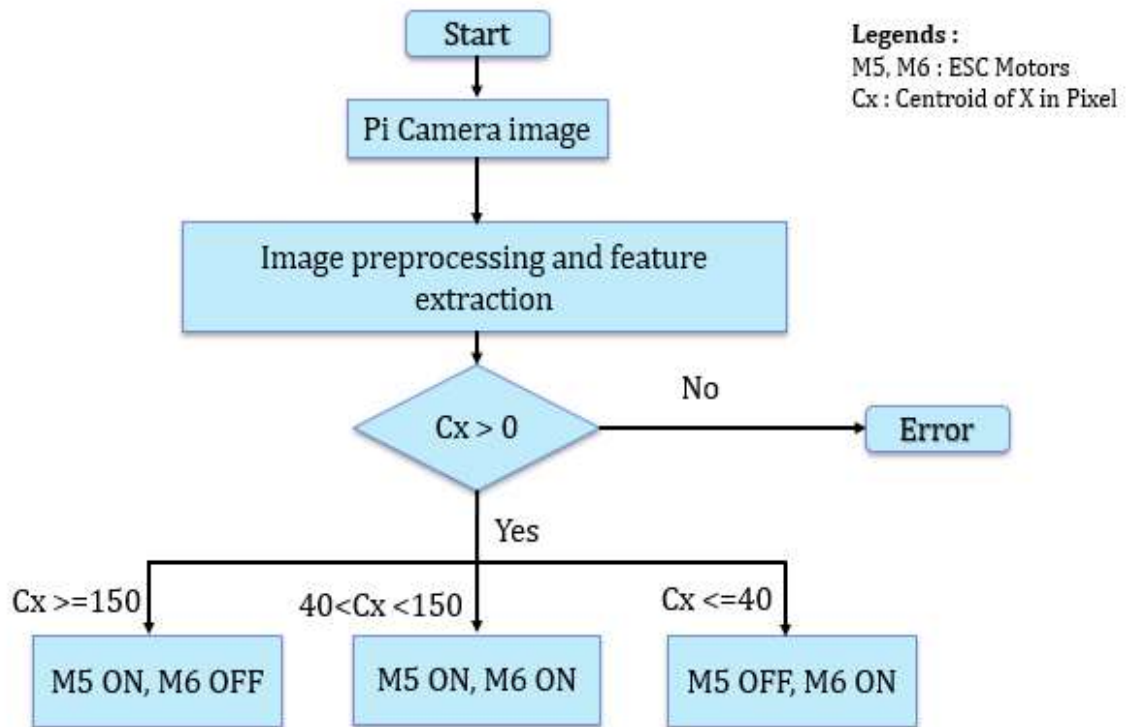 Start
Legends :
M5, M6 : ESC Motors
Cx : Centroid of X in Pixel
Pi Camera image
Image preprocessing and feature
extraction
Cx > 0
No
Error
Yes
Cx >=150
40<Cx <150
Cx <=40
M5 ON, M6 OFF
M5 ON, M6 ON
M5 OFF, M6 ON